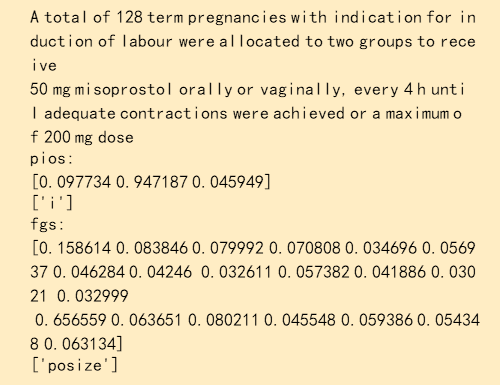 A total of 128 term pregnancies with indication for in
duction of labour were allocated to two groups to rece
ive
50 mg misoprostol orally or vaginally, every 4 h unti
l adequate contractions were achieved or a maximum o
f 200 mg dose
pios:
[0.097734 0.947187 0.045949]
['i']
fgs:
[0.158614 0.083846 0.079992 0.070808 0.034696 0.0569
37 0.046284 0.04246 0.032611 0.057382 0.041886 0.030
21 0.032999
0.656559 0.063651 0.080211 0.045548 0.059386 0.05434
8 0.063134]
['posize']